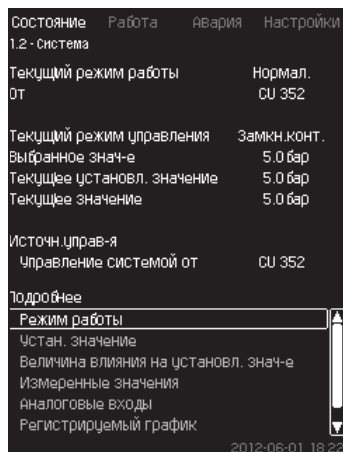 Состояние Работа Авария Настройки
1.2 - Система
Текущий режим работы Нормал.
От CU 352
Текущий режим управления Замкн.конт.
Выбранное знач-е 5.0 бар
Текущее установл. значение 5.0 бар
Текущее значение 5.0 бар
Источн.управ-я
Управление системой от CU 352
Подробнее
Режим работы
Устан. значение
Величина влияния на установл. знач-е
Измеренные значения
Аналоговые входы
Регистрируемый график
2012-06-01 18:22